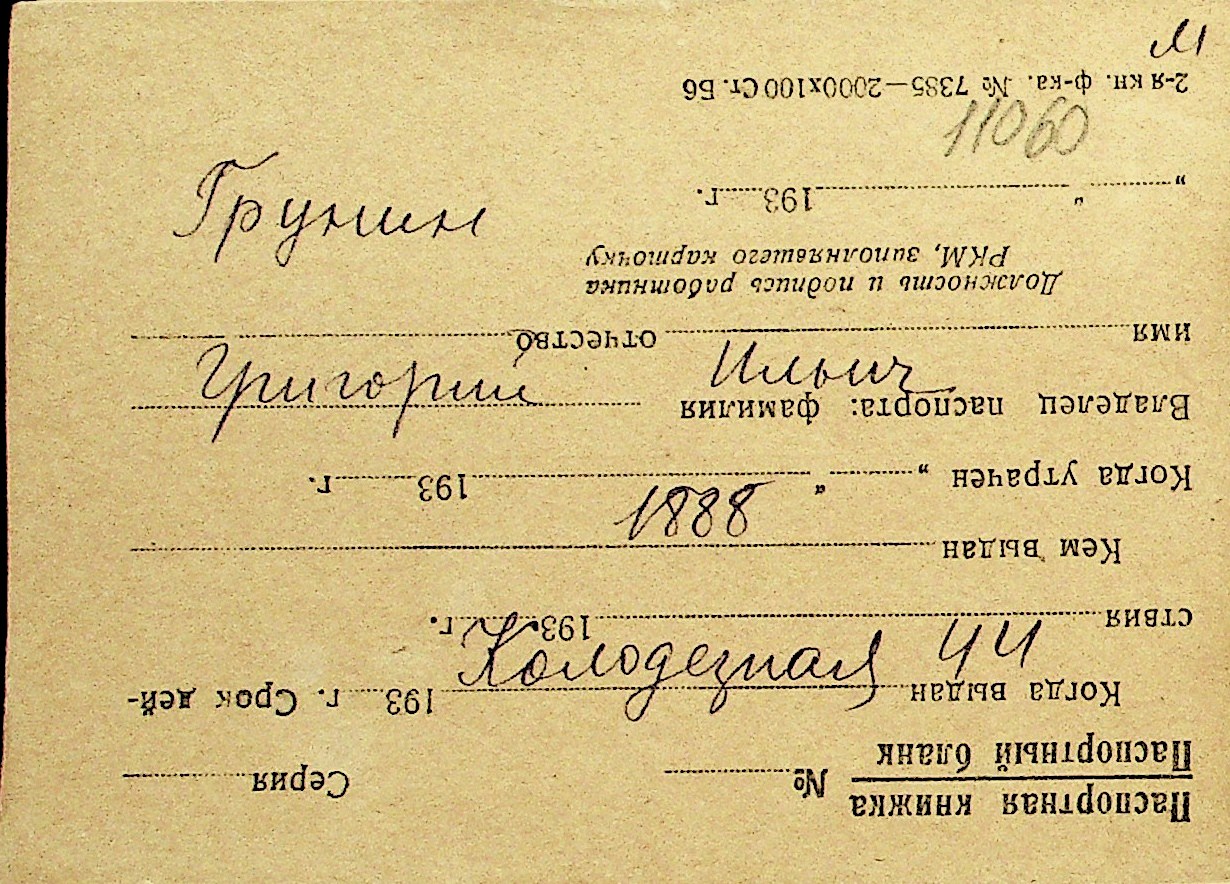 М
11060
Грунин
Григорий Ильич
1888
Колодезная 44
Паспортная книжка
Паспортный бланк
№ Серия
Когда выдан 193 г. Срок дей-
ствия 193 г.
Кем выдан
Когда утрачен „ “ 193 г.
Владелец паспорта: фамилия
имя отчество
Должность и подпись работника
РКМ, заполнявшего карточку
„ “ 193 г.
2-я кн. ф-ка. № 7385—2000х100 Ст. Б6